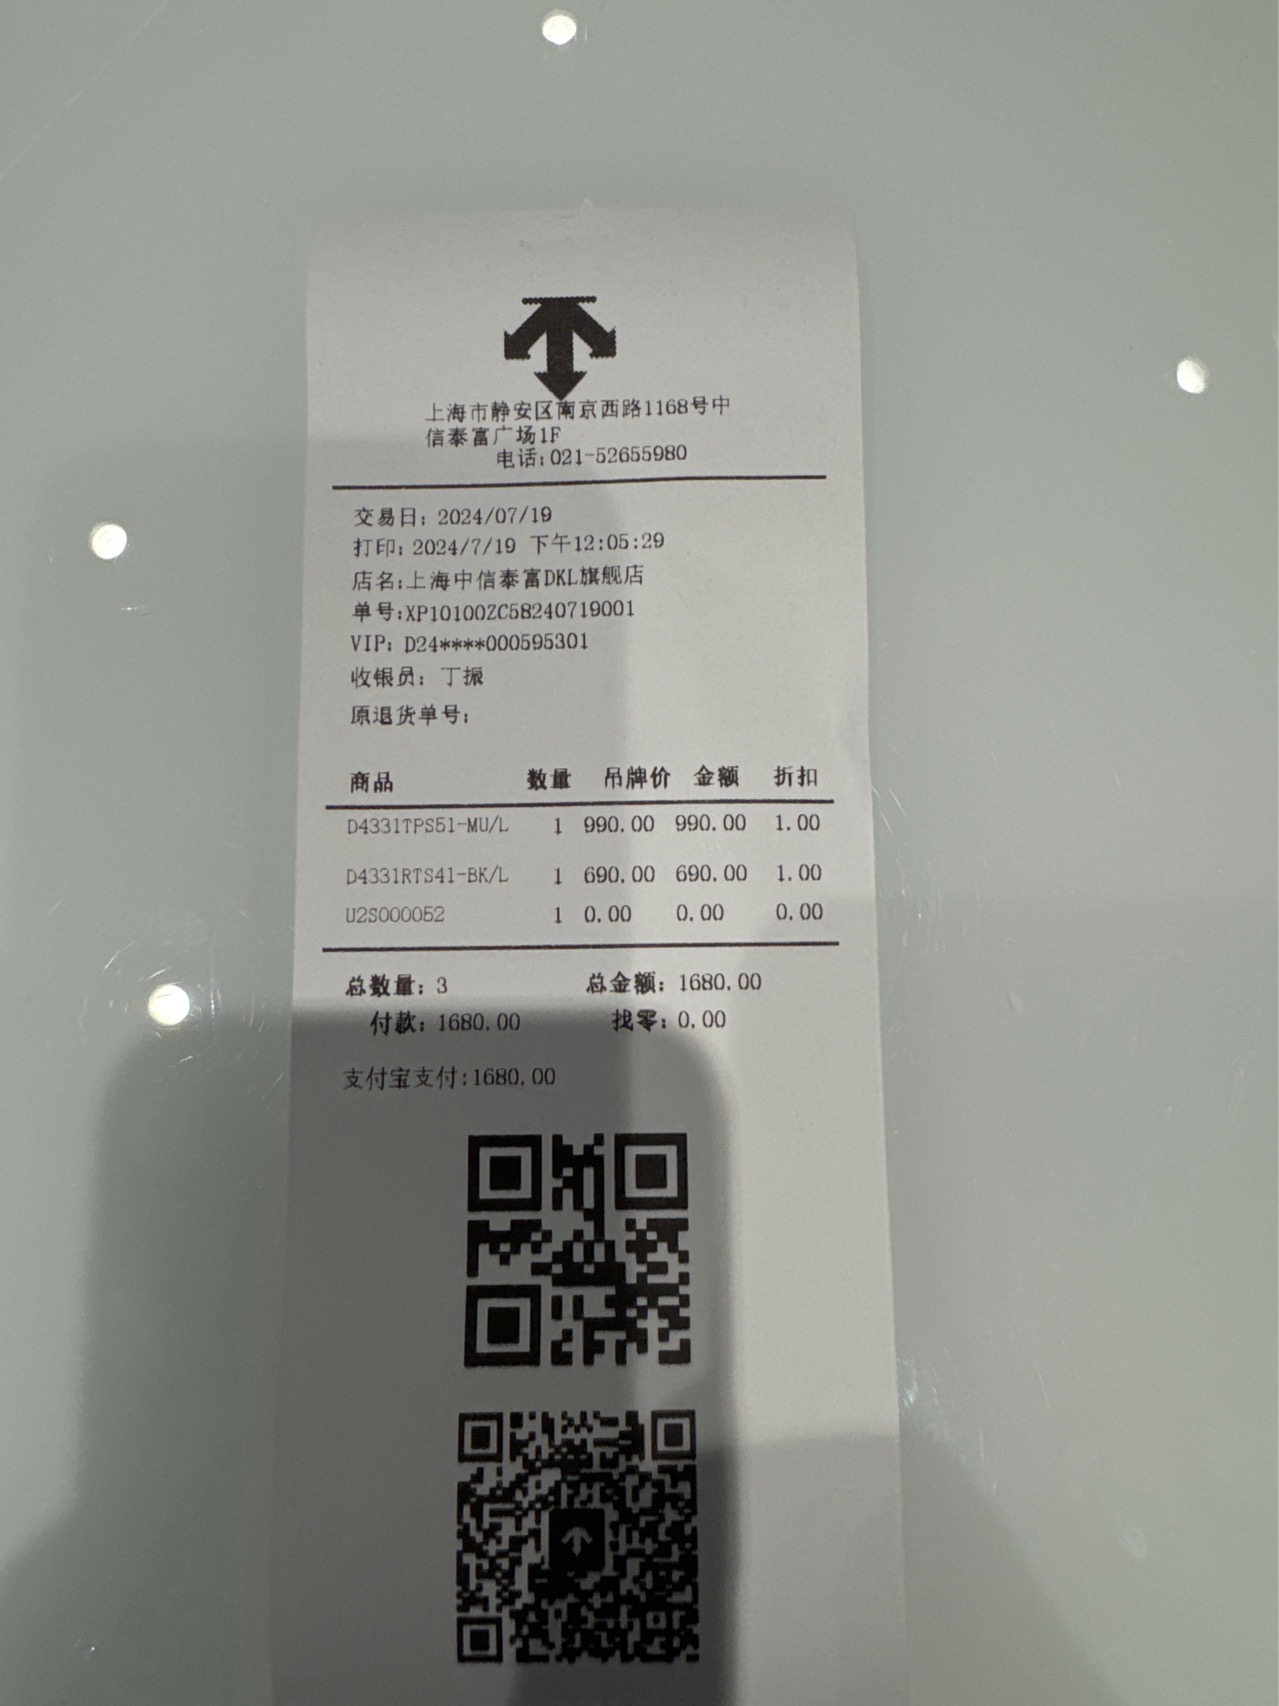 上海市静安区南京西路1168号中
信泰富广场1F
电话:021-52655980
交易日: 2024/07/19
打印: 2024/7/19 下午12:05:29
店名:上海中信泰富DKL旗舰店
单号:XP10100ZC58240719001
VIP: D24****000595301
收银员: 丁振
原退货单号:
商品 数量 吊牌价 金额 折扣
D4331TPS51-MU/L 1 990.00 990.00 1.00
D4331RTS41-BK/L 1 690.00 690.00 1.00
U2S000052 1 0.00 0.00 0.00
总数量: 3 总金额: 1680.00
付款: 1680.00 找零: 0.00
支付宝支付:1680.00